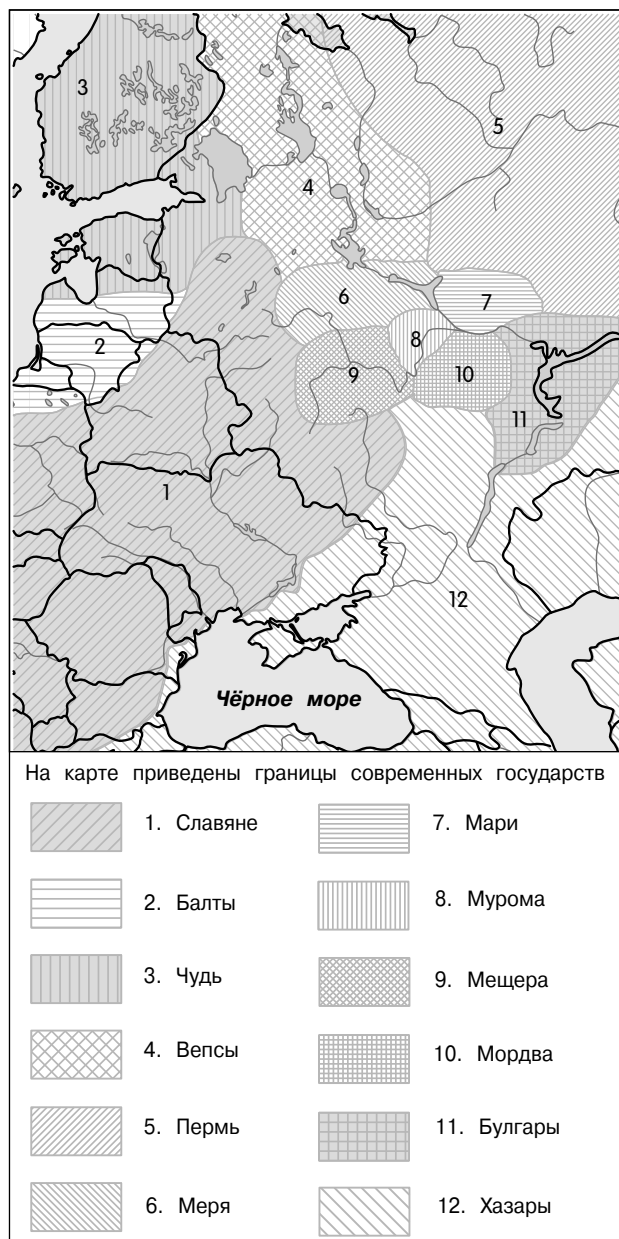 3
5
4
6
7
8
2
9
10
11
1
12
Чёрное море
На карте приведены границы современных государств
1. Славяне
2. Балты
3. Чудь
4. Вепсы
5. Пермь
6. Меря
7. Мари
8. Мурома
9. Мещера
10. Мордва
11. Булгары
12. Хазары